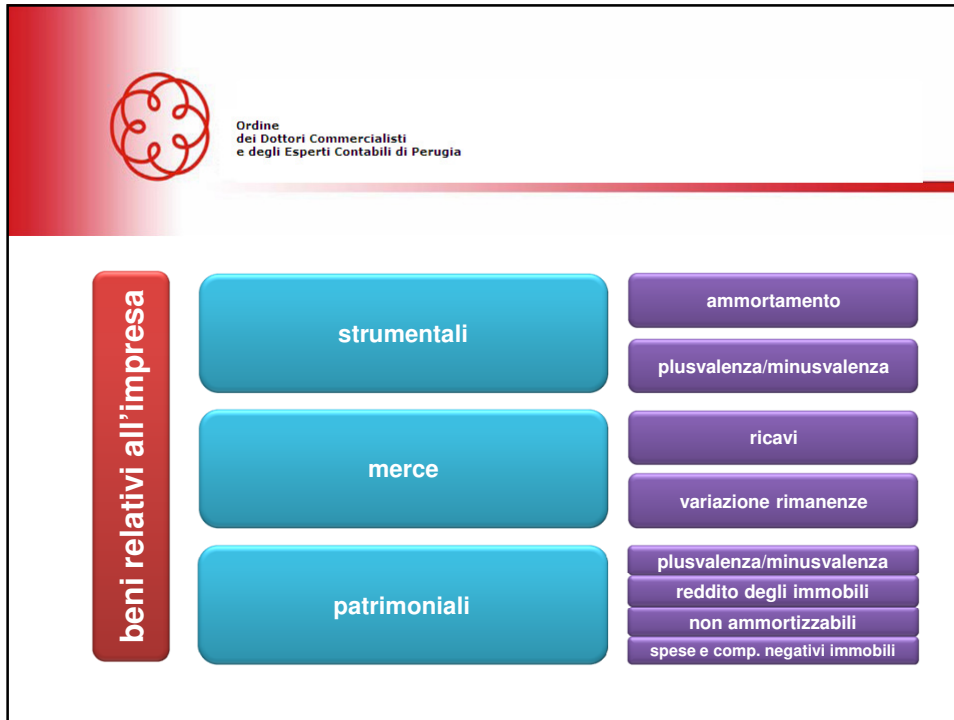 Ordine
dei Dottori Commercialisti
e degli Esperti Contabili di Perugia
beni relativi all'impresa
strumentali
ammortamento
plusvalenza/minusvalenza
merce
ricavi
variazione rimanenze
patrimoniali
plusvalenza/minusvalenza
reddito degli immobili
non ammortizzabili
spese e comp. negativi immobili